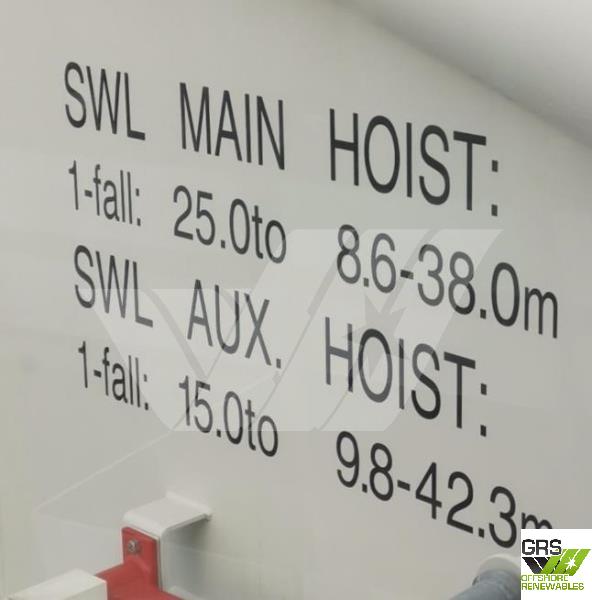 SWL MAIN HOIST:
1-fall: 25.0to 8.6-38.0m
SWL AUX. HOIST:
1-fall: 15.0to 9.8-42.3m
GRS
OFFSHORE
RENEWABLES